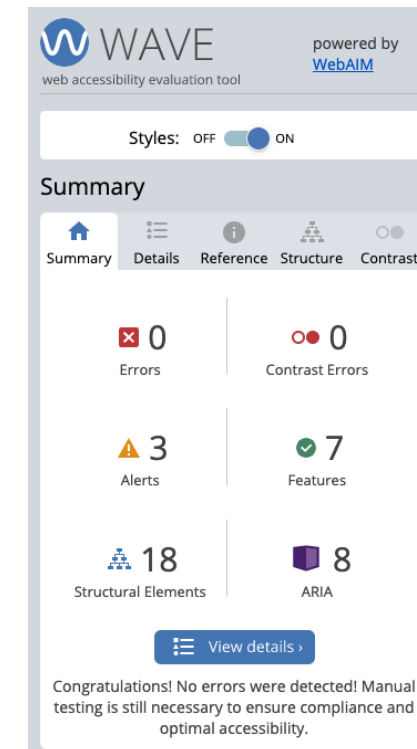 WAVE
powered by
WebAIM
web accessibility evaluation tool
Styles: OFF ON
Summary
Summary Details Reference Structure Contrast
0 0
Errors Contrast Errors
3 7
Alerts Features
18 8
Structural Elements ARIA
View details ›
Congratulations! No errors were detected! Manual
testing is still necessary to ensure compliance and
optimal accessibility.